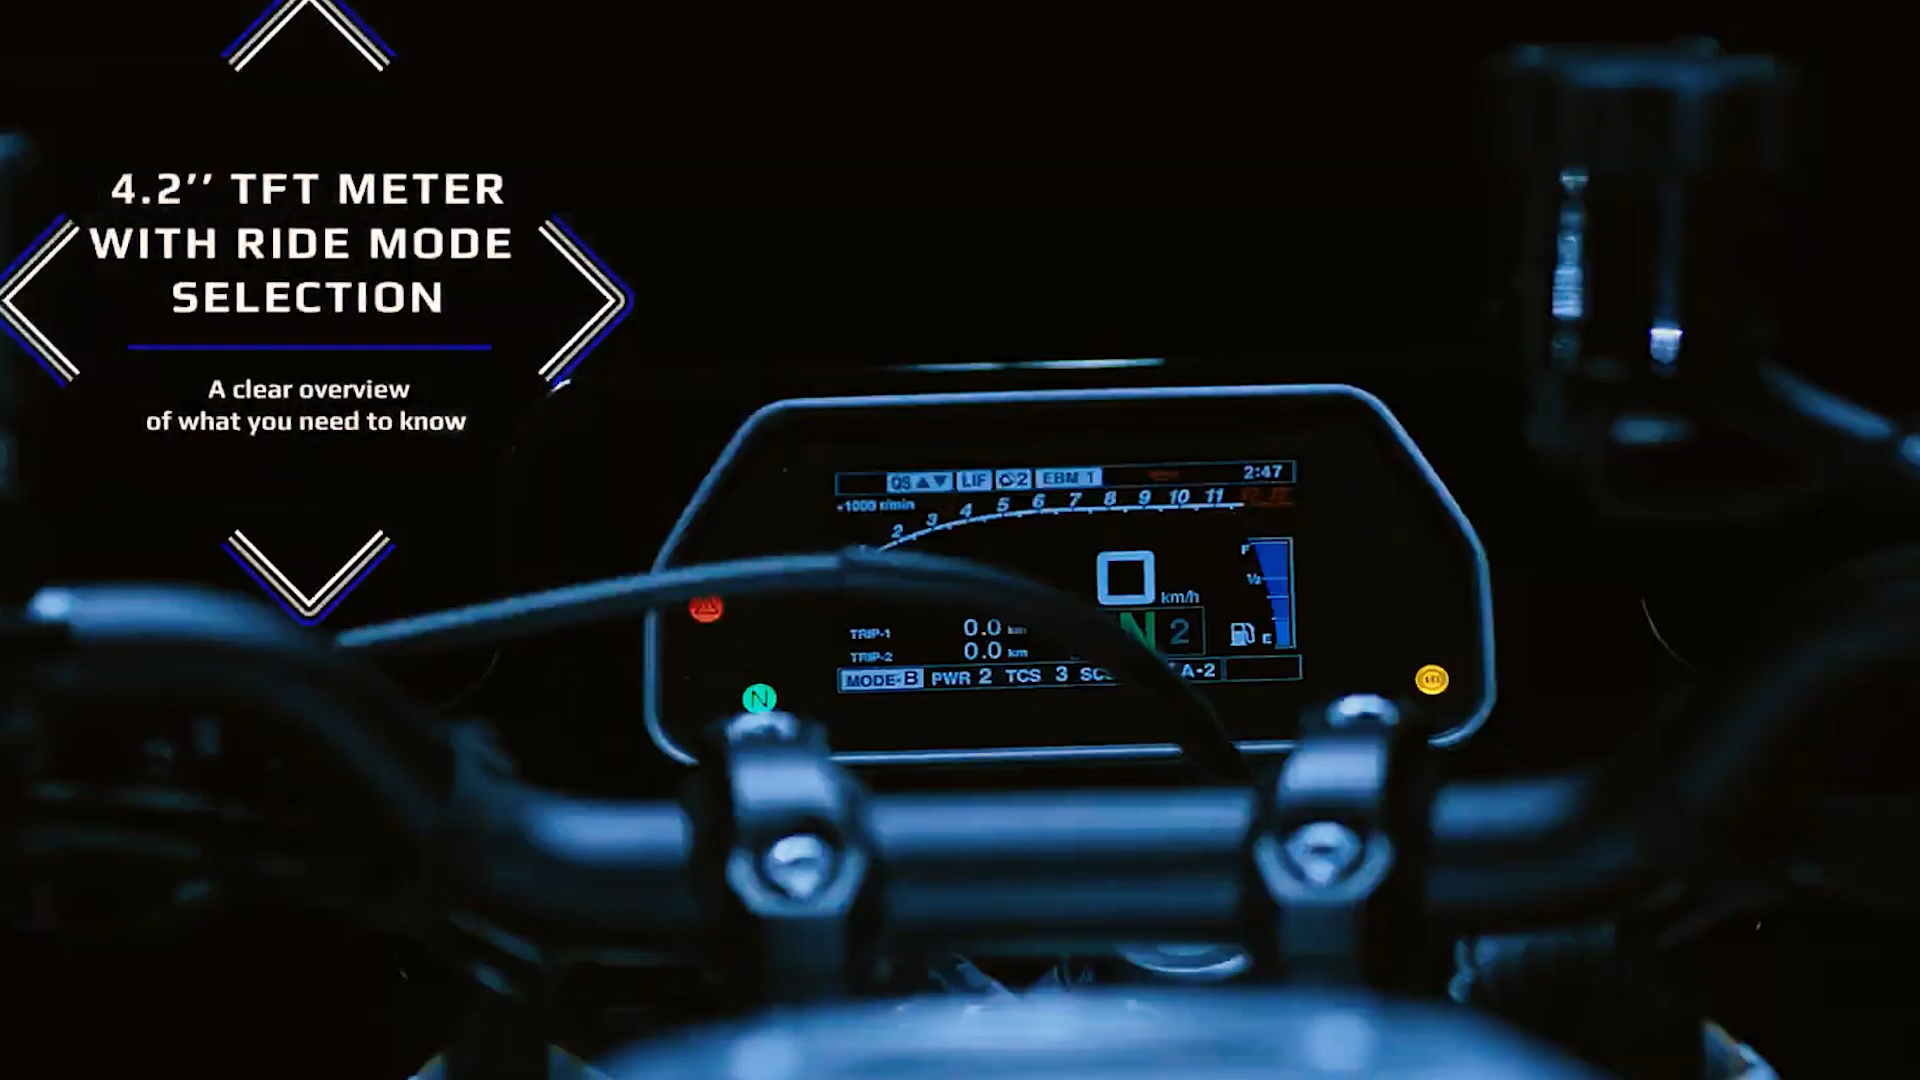 4.2’’ TFT METER
WITH RIDE MODE
SELECTION
A clear overview
of what you need to know
QS ▲▼ LIF 2 EBM 1 2:47
×1000 r/min
2 3 4 5 6 7 8 9 10 11
F
0 km/h
1/2
N 2
TRIP-1 0.0 km
TRIP-2 0.0 km
E
MODE-B PWR 2 TCS 3 A-2
N